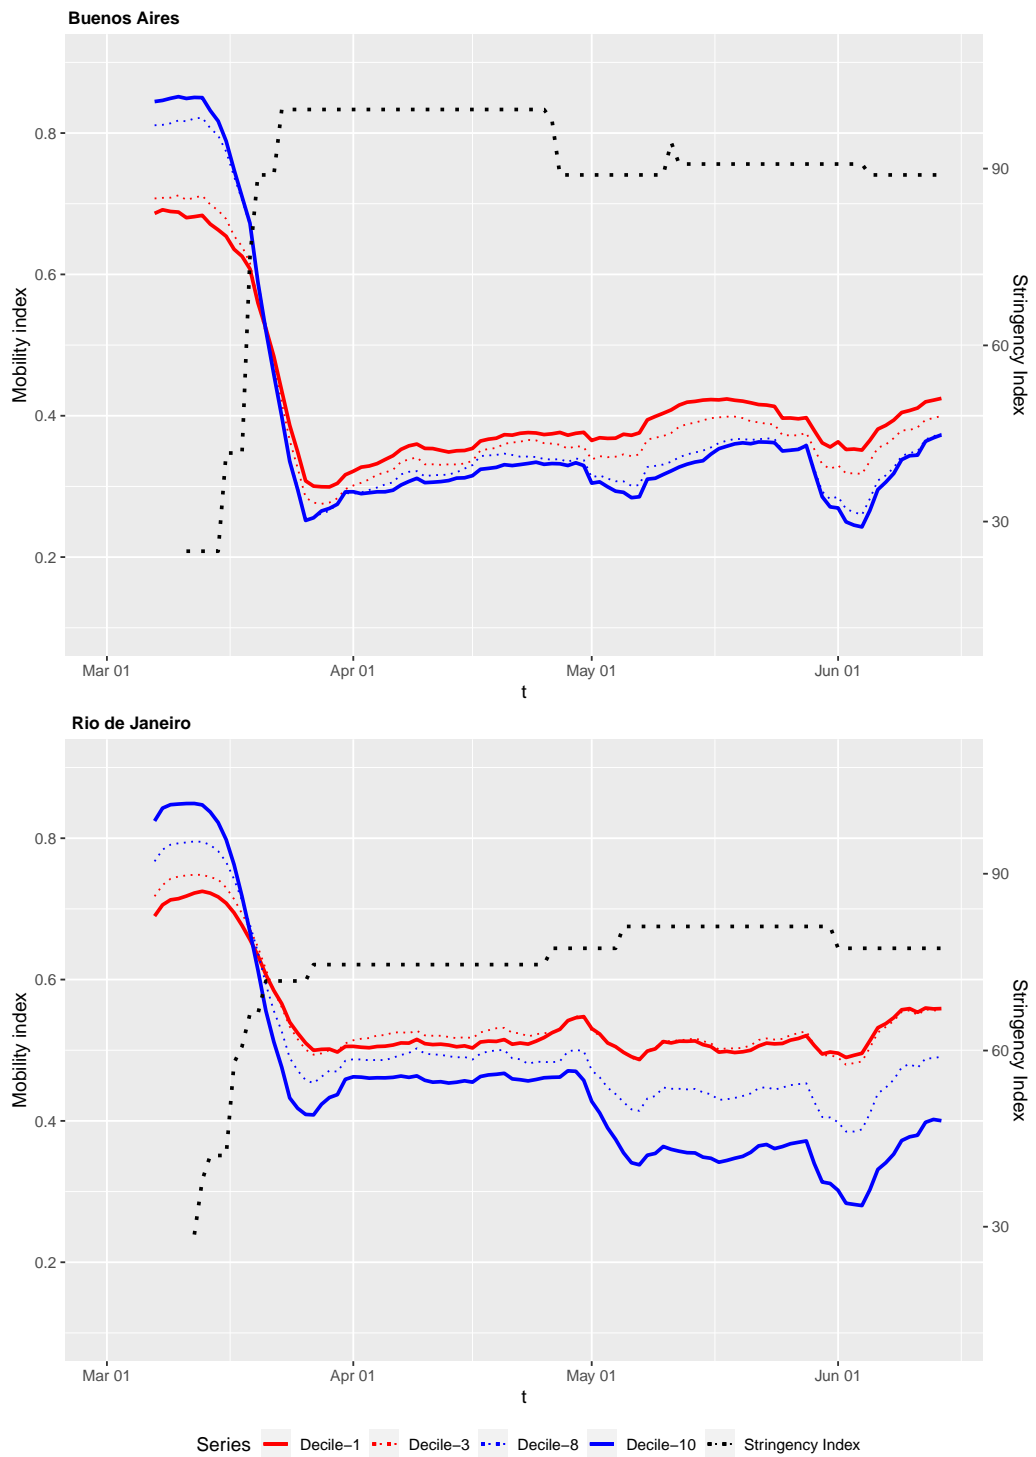 Buenos Aires
0.8
0.6
0.4
0.2
90
60
30
Mobility index
Stringency Index
Mar 01
Apr 01
May 01
Jun 01
t
Rio de Janeiro
0.8
0.6
0.4
0.2
90
60
30
Mobility index
Stringency Index
Mar 01
Apr 01
May 01
Jun 01
t
Series Decile−1 Decile−3 Decile−8 Decile−10 Stringency Index